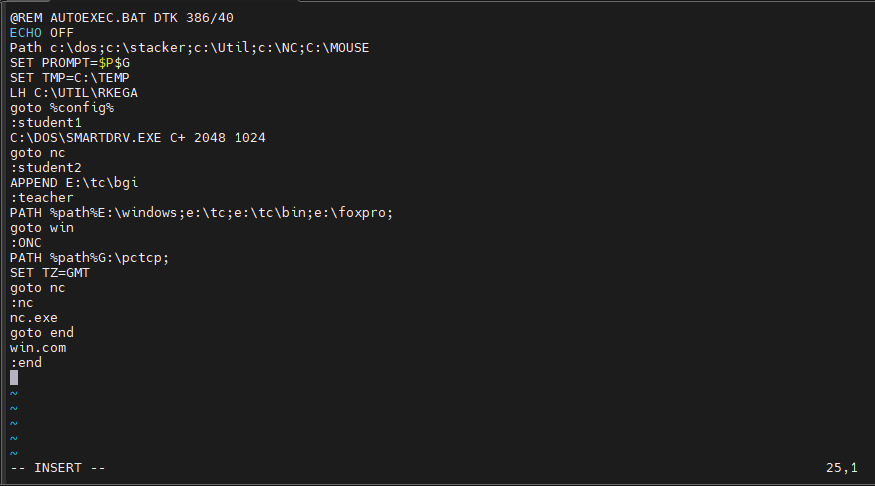 @REM AUTOEXEC.BAT DTK 386/40
ECHO OFF
Path c:\dos;c:\stacker;c:\Util;c:\NC;C:\MOUSE
SET PROMPT=$P$G
SET TMP=C:\TEMP
LH C:\UTIL\RKEGA
goto %config%
:student1
C:\DOS\SMARTDRV.EXE C+ 2048 1024
goto nc
:student2
APPEND E:\tc\bgi
:teacher
PATH %path%E:\windows;e:\tc;e:\tc\bin;e:\foxpro;
goto win
:ONC
PATH %path%G:\pctcp;
SET TZ=GMT
goto nc
:nc
nc.exe
goto end
win.com
:end
~
~
~
~
~
-- INSERT -- 25,1